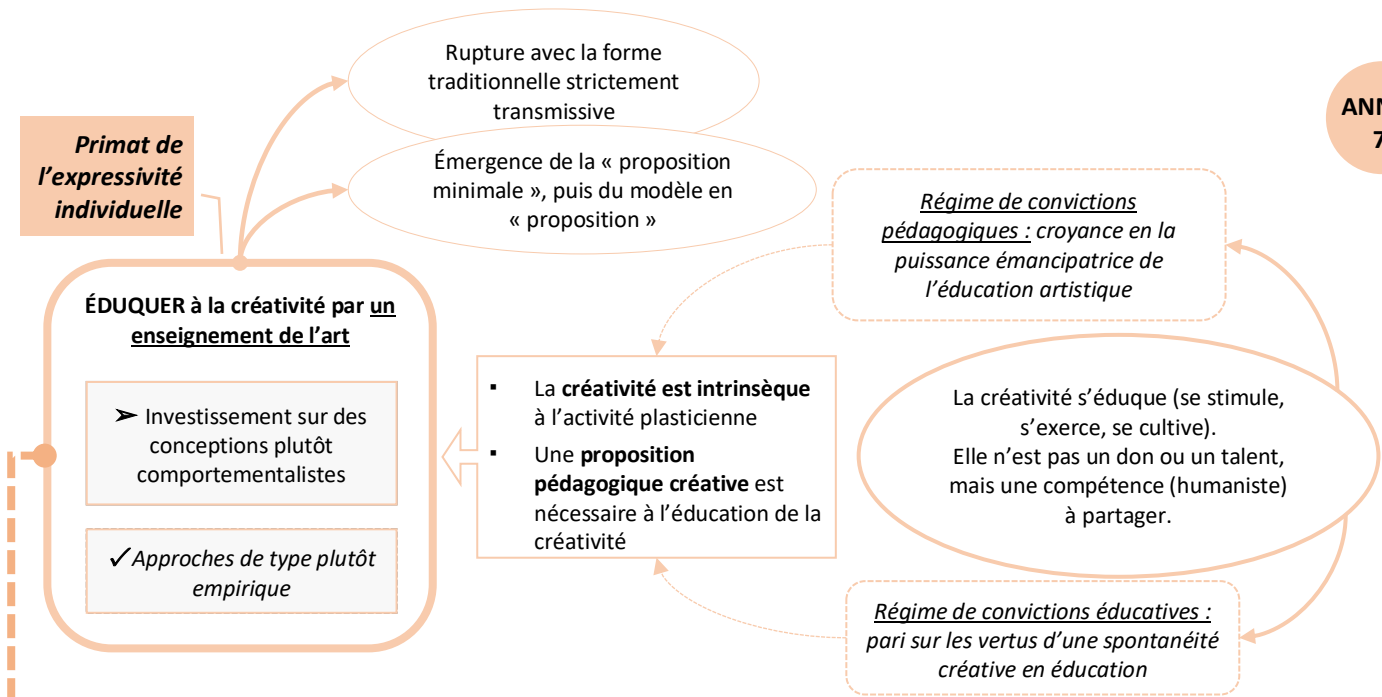 Rupture avec la forme
traditionnelle strictement
transmissive
Primat de
l’expressivité
individuelle
Émergence de la « proposition
minimale », puis du modèle en
« proposition »
Régime de convictions
pédagogiques : croyance en la
puissance émancipatrice de
l’éducation artistique
ÉDUQUER à la créativité par un
enseignement de l’art
➢ Investissement sur des
conceptions plutôt
comportementalistes
✓ Approches de type plutôt
empirique
▪ La créativité est intrinsèque
à l’activité plasticienne
▪ Une proposition
pédagogique créative est
nécessaire à l’éducation de la
créativité
La créativité s’éduque (se stimule,
s’exerce, se cultive).
Elle n’est pas un don ou un talent,
mais une compétence (humaniste)
à partager.
Régime de convictions éducatives :
pari sur les vertus d’une spontanéité
créative en éducation